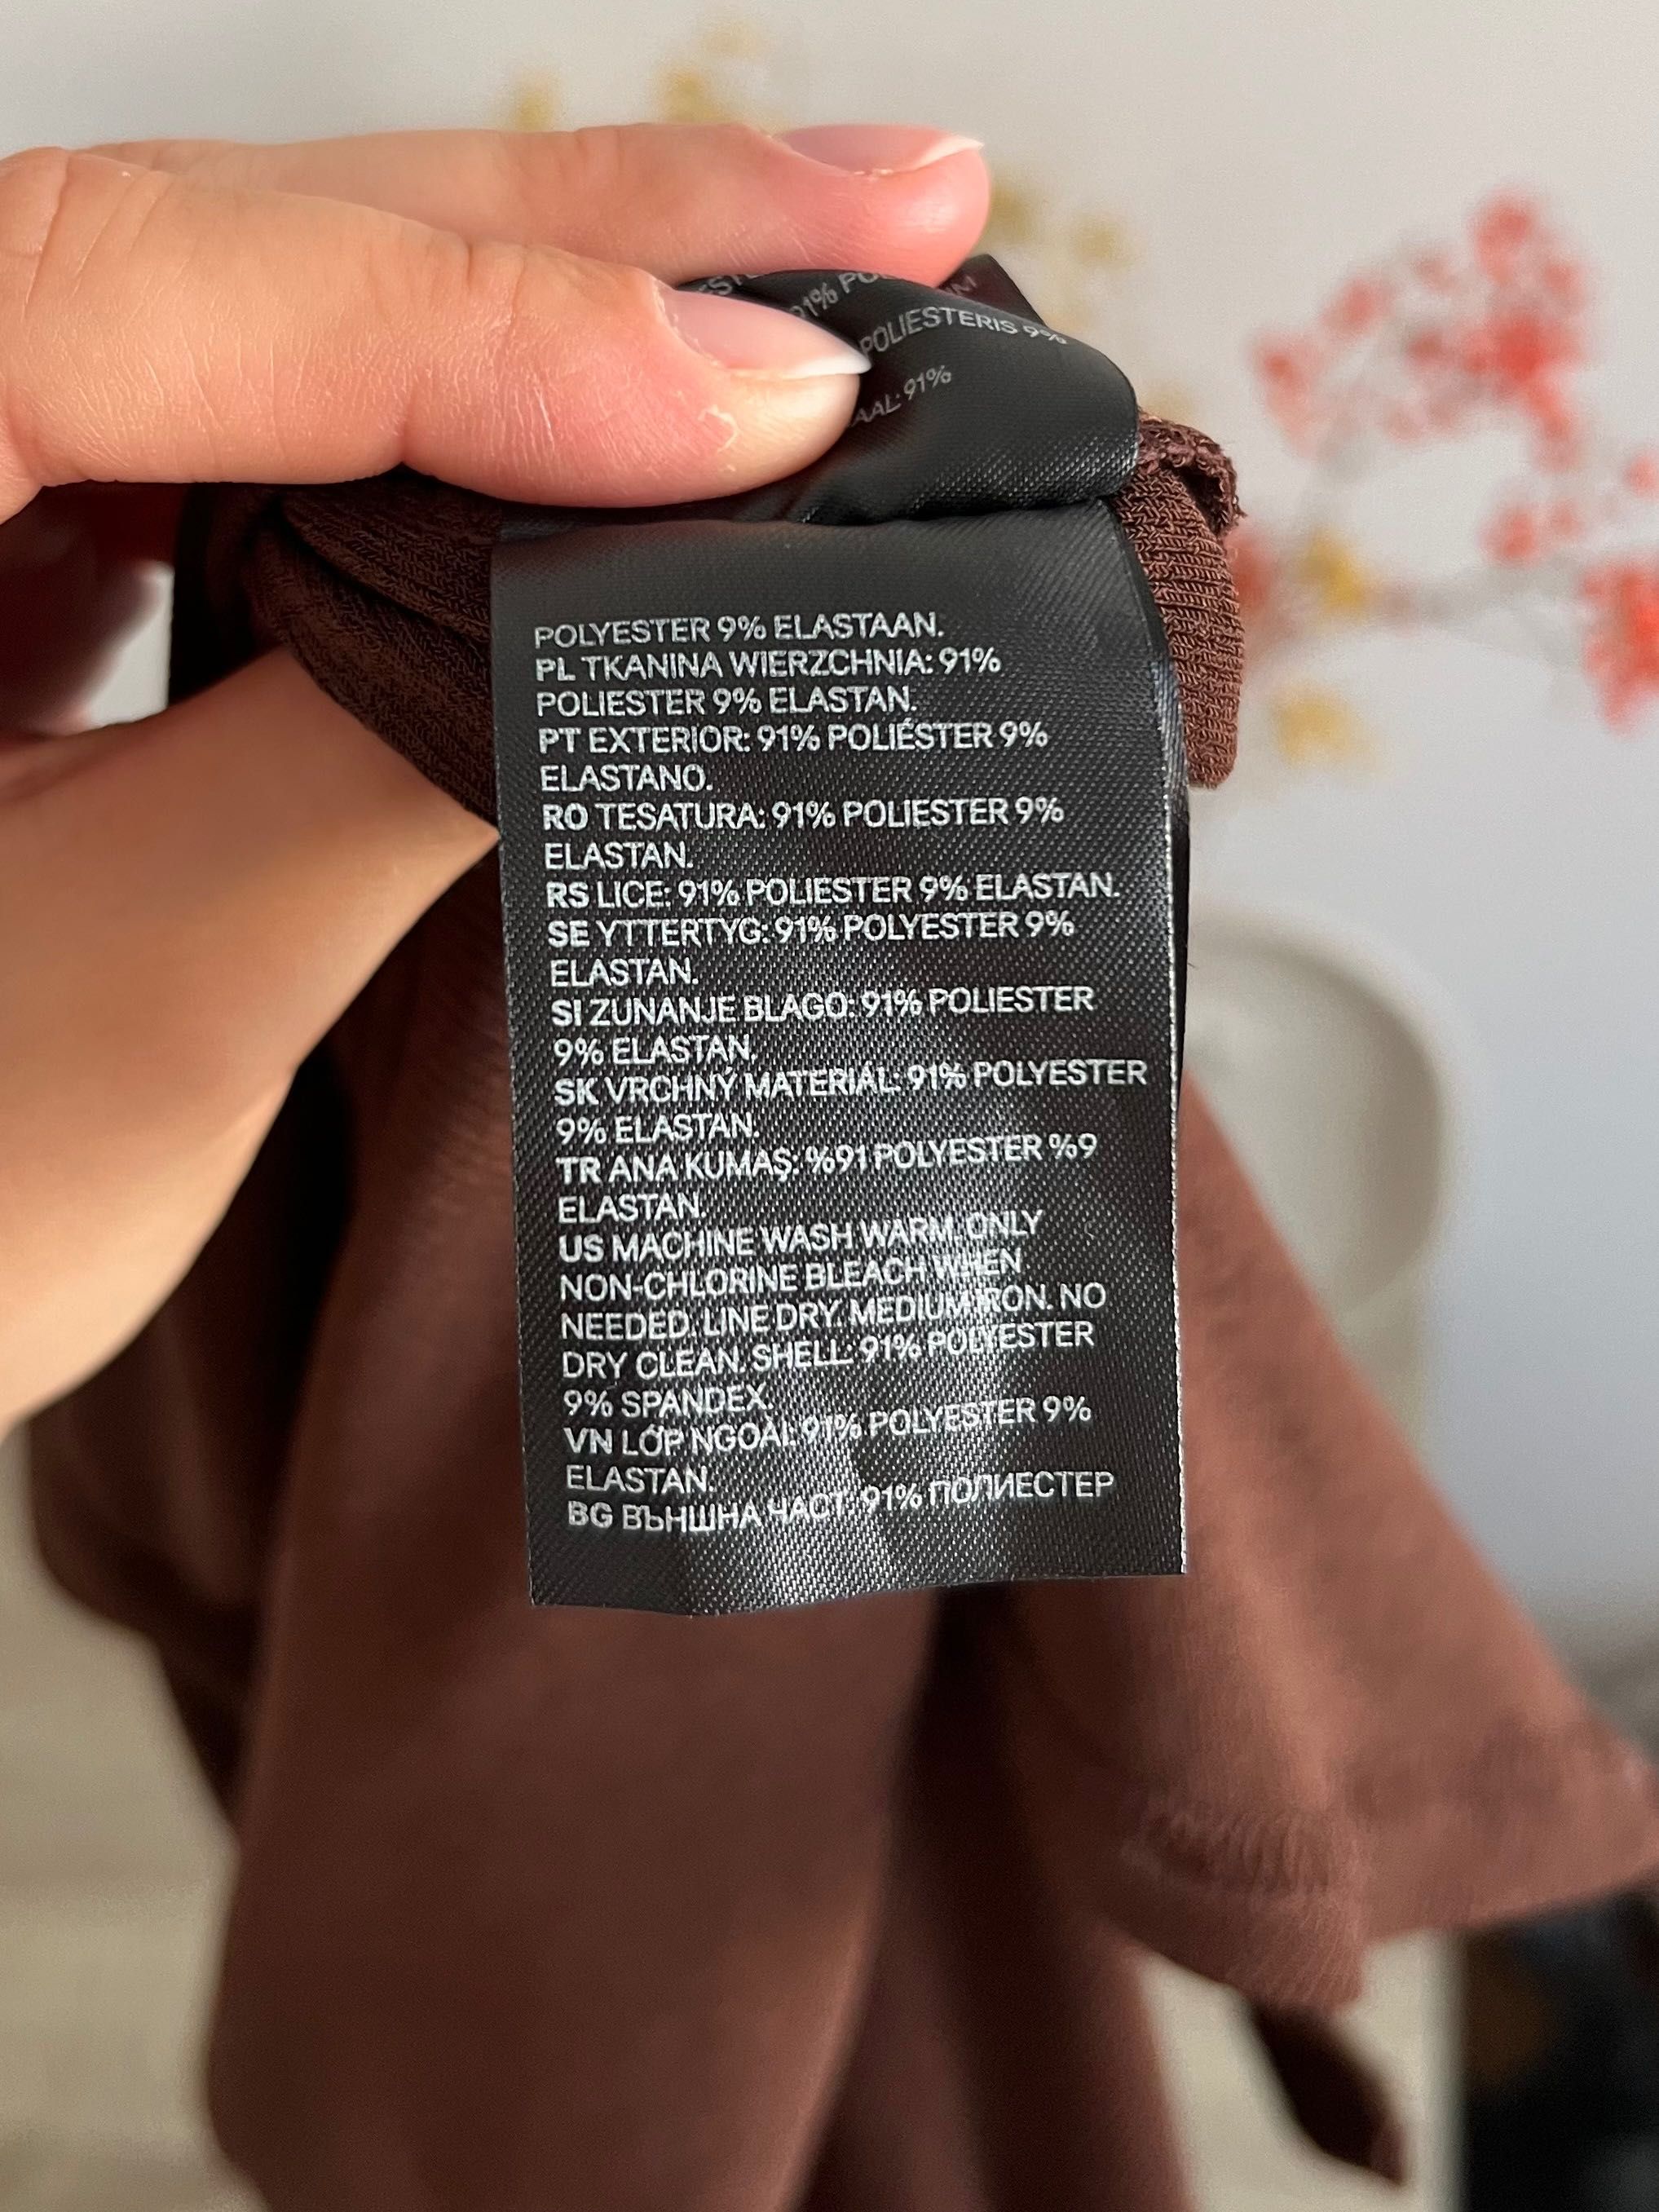 91% 
POLIESTERIS 9%
91%
POLYESTER 9% ELASTAAN.
PL TKANINA WIERZCHNIA: 91%
POLIESTER 9% ELASTAN.
PT EXTERIOR: 91% POLIÉSTER 9%
ELASTANO.
RO TESATURA: 91% POLIESTER 9%
ELASTAN.
RS LICE: 91% POLIESTER 9% ELASTAN.
SE YTTERTYG: 91% POLYESTER 9%
ELASTAN.
SI ZUNANJE BLAGO: 91% POLIESTER
9% ELASTAN.
SK VRCHNÝ MATERIÁL: 91% POLYESTER
9% ELASTAN.
TR ANA KUMAŞ: %91 POLYESTER %9
ELASTAN.
US MACHINE WASH WARM. ONLY
NON-CHLORINE BLEACH WHEN
NEEDED. LINE DRY. MEDIUM IRON. NO
DRY CLEAN. SHELL: 91% POLYESTER
9% SPANDEX.
VN LỚP NGOÀI: 91% POLYESTER 9%
ELASTAN.
BG ВЪНШНА ЧАСТ: 91% ПОЛИЕСТЕР